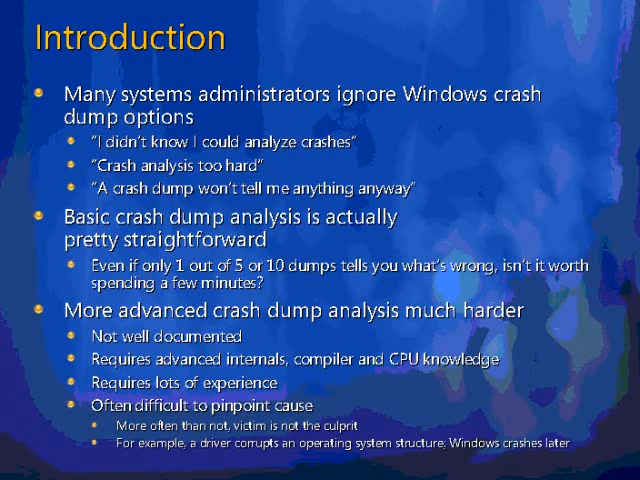 Introduction
Many systems administrators ignore Windows crash
dump options
“I didn’t know I could analyze crashes”
“Crash analysis too hard”
“A crash dump won’t tell me anything anyway”
Basic crash dump analysis is actually
pretty straightforward
Even if only 1 out of 5 or 10 dumps tells you what’s wrong, isn’t it worth
spending a few minutes?
More advanced crash dump analysis much harder
Not well documented
Requires advanced internals, compiler and CPU knowledge
Requires lots of experience
Often difficult to pinpoint cause
More often than not, victim is not the culprit
For example, a driver corrupts an operating system structure; Windows crashes later